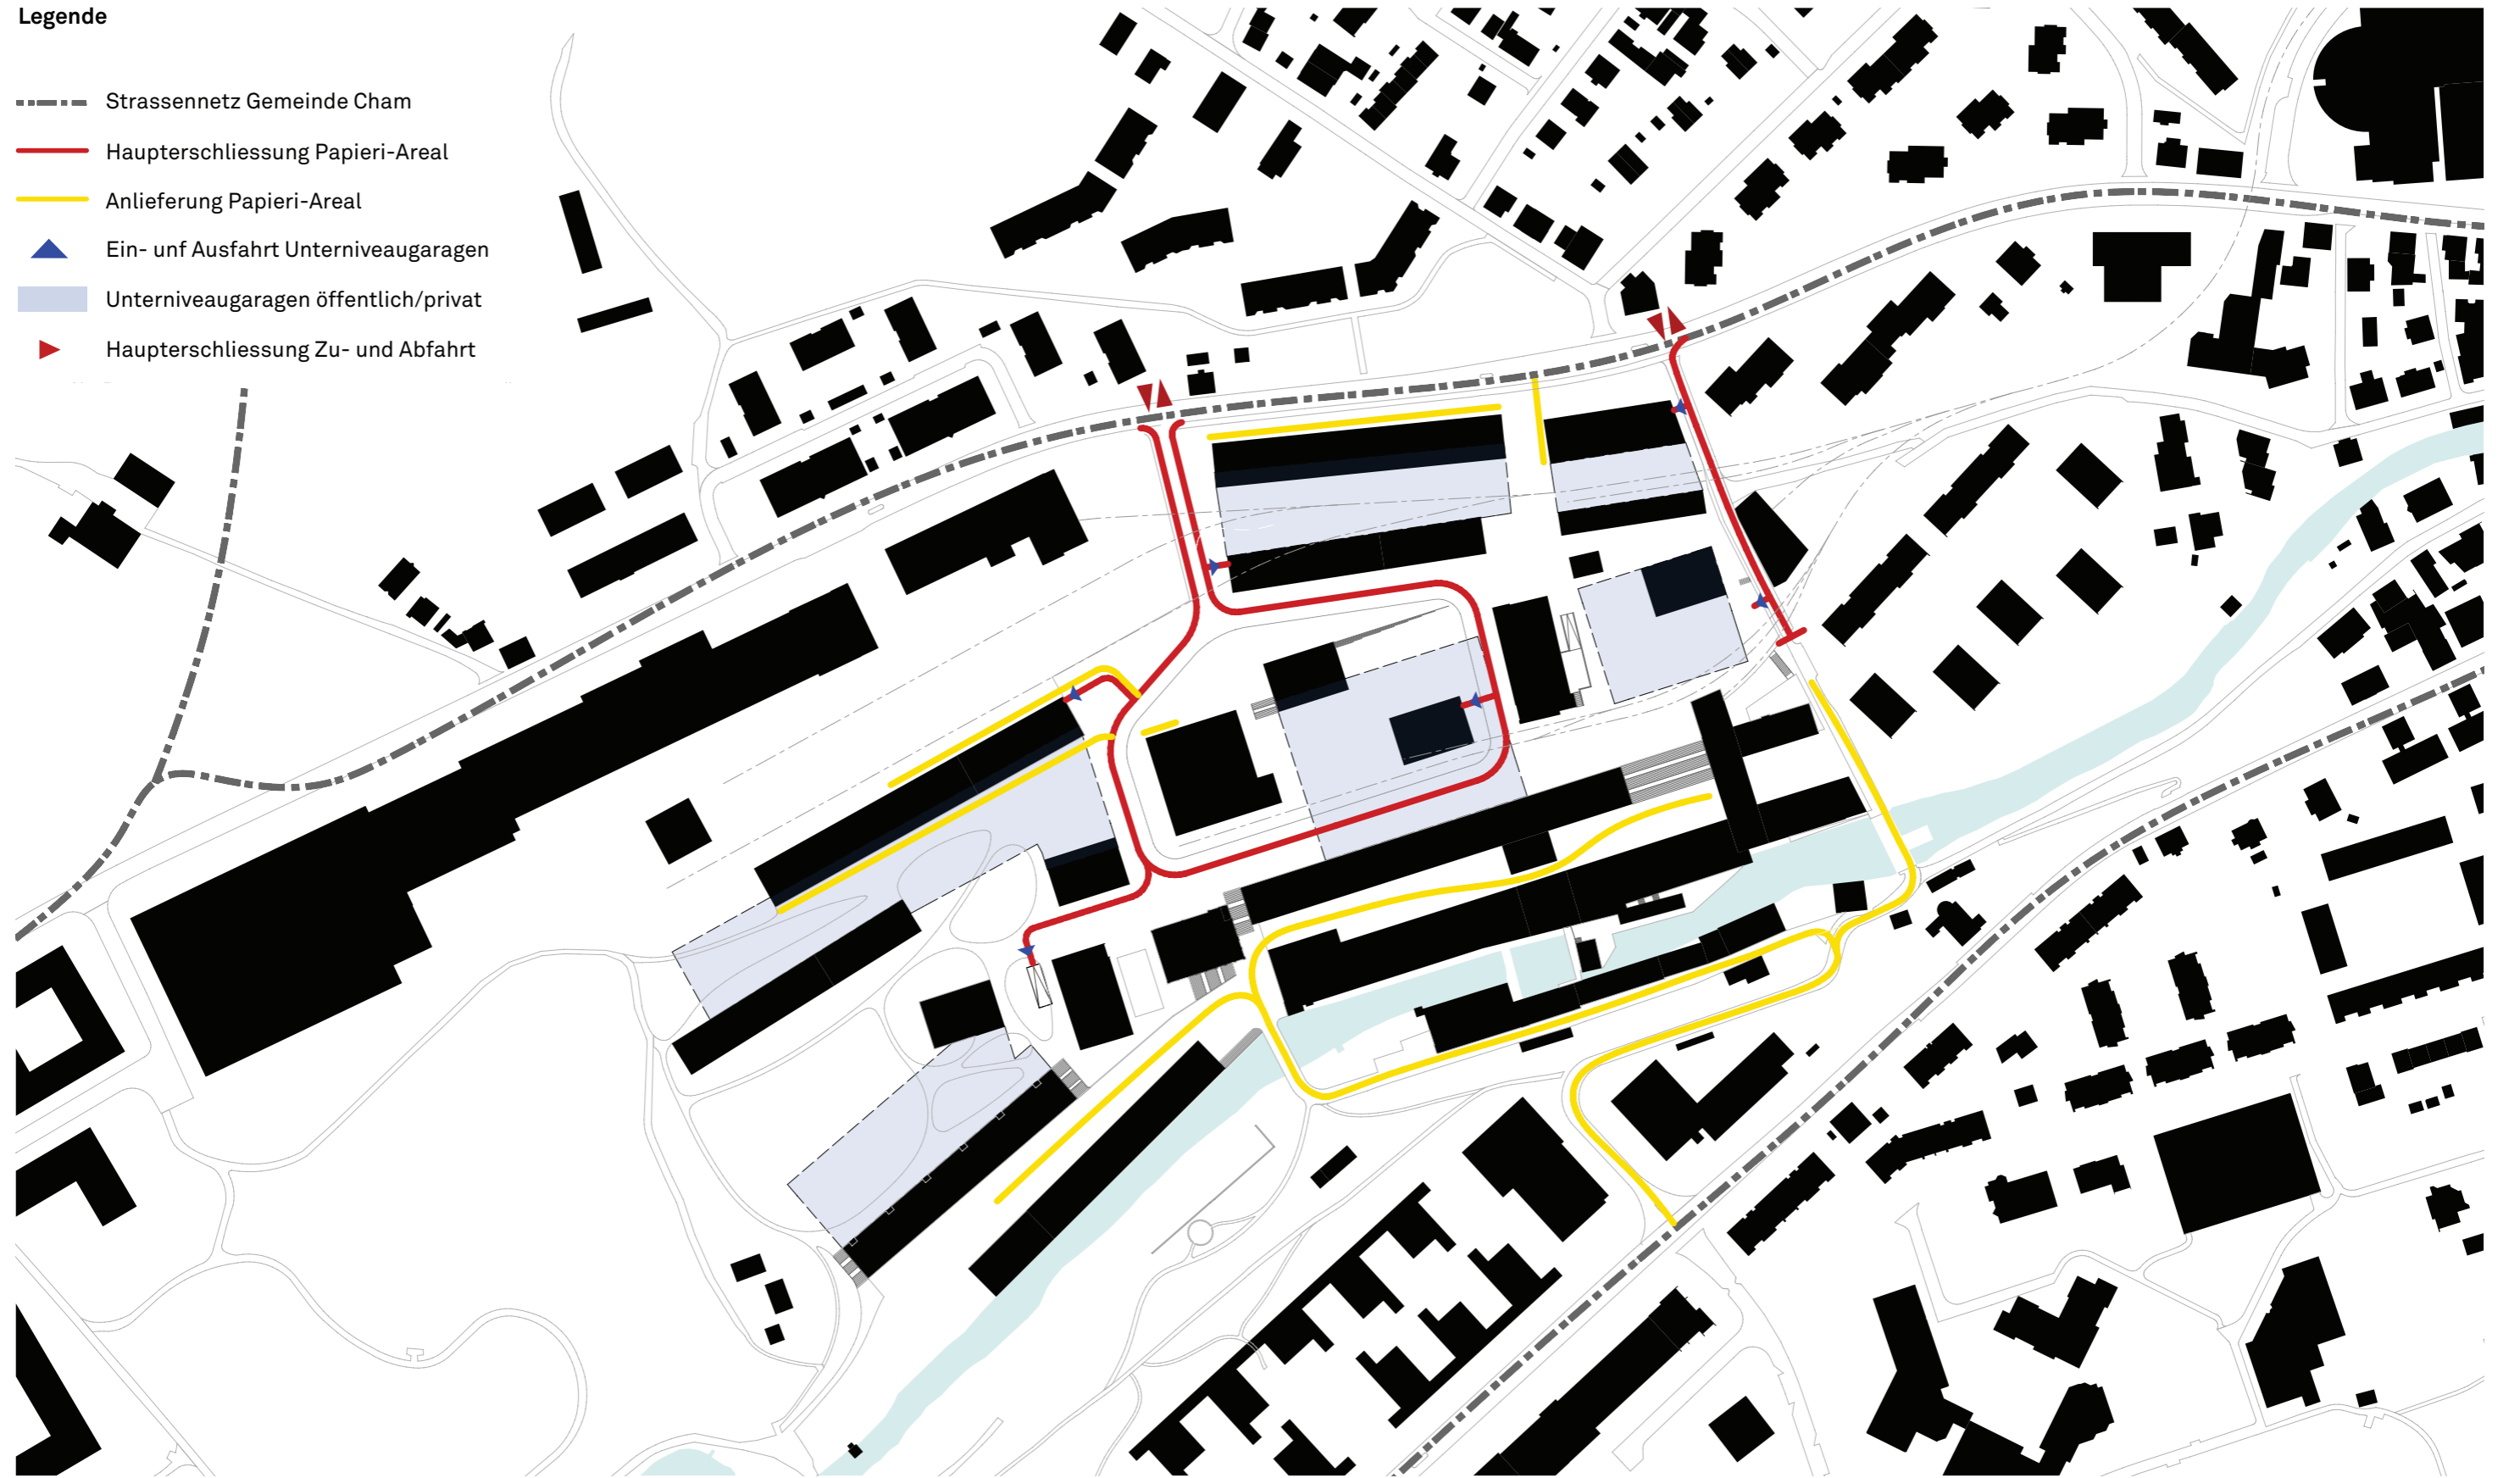 Legende
Strassennetz Gemeinde Cham
Haupterschliessung Papieri-Areal
Anlieferung Papieri-Areal
Ein- unf Ausfahrt Unterniveaugaragen
Unterniveaugaragen öffentlich/privat
Haupterschliessung Zu- und Abfahrt